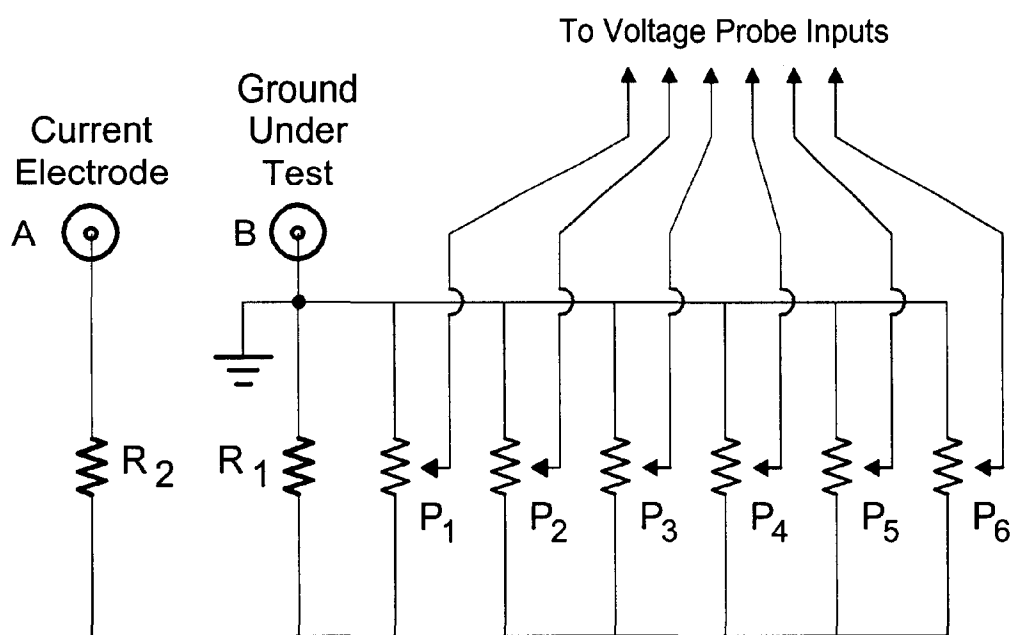 To Voltage Probe Inputs
Current
Electrode
Ground
Under
Test
A
B
R2
R1
P1
P2
P3
P4
P5
P6